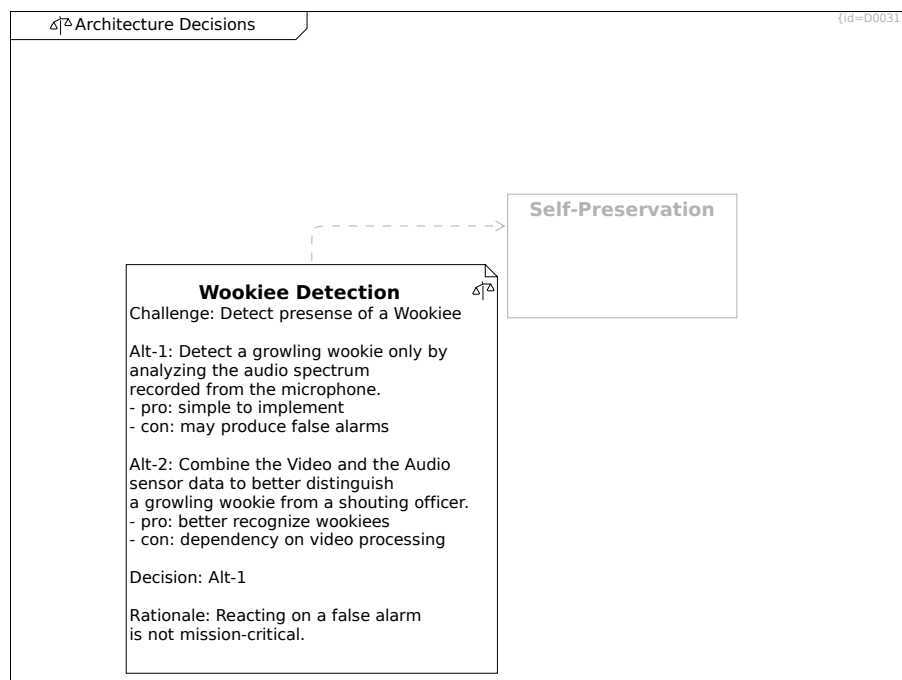 Architecture Decisions
{id=D0031
Self-Preservation
Wookiee Detection
Challenge: Detect presense of a Wookiee
Alt-1: Detect a growling wookie only by
analyzing the audio spectrum
recorded from the microphone.
- pro: simple to implement
- con: may produce false alarms
Alt-2: Combine the Video and the Audio
sensor data to better distinguish
a growling wookie from a shouting officer.
- pro: better recognize wookiees
- con: dependency on video processing
Decision: Alt-1
Rationale: Reacting on a false alarm
is not mission-critical.